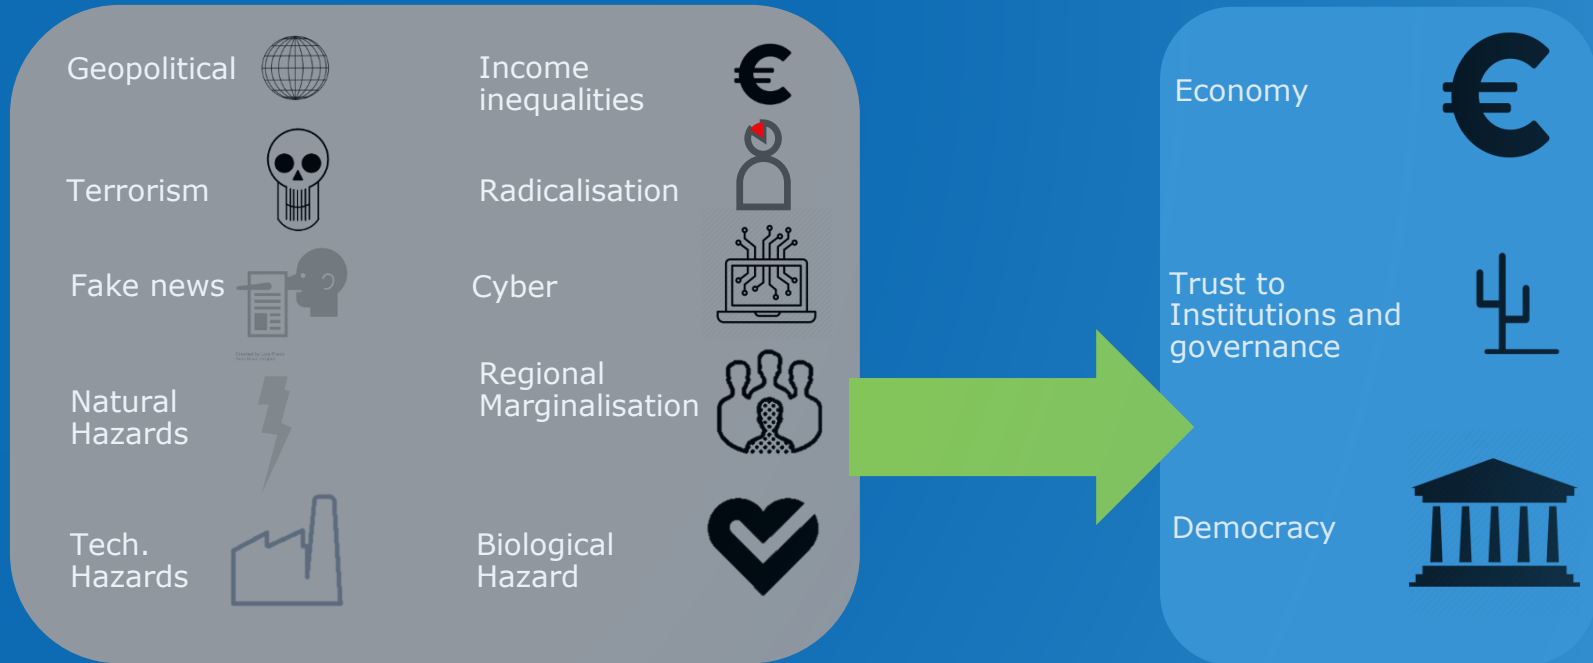 Geopolitical
Terrorism
Fake news
Natural
Hazards
Tech.
Hazards
Income
inequalities
Radicalisation
Cyber
Regional
Marginalisation
Biological
Hazard
Economy
Trust to
Institutions and
governance
Democracy